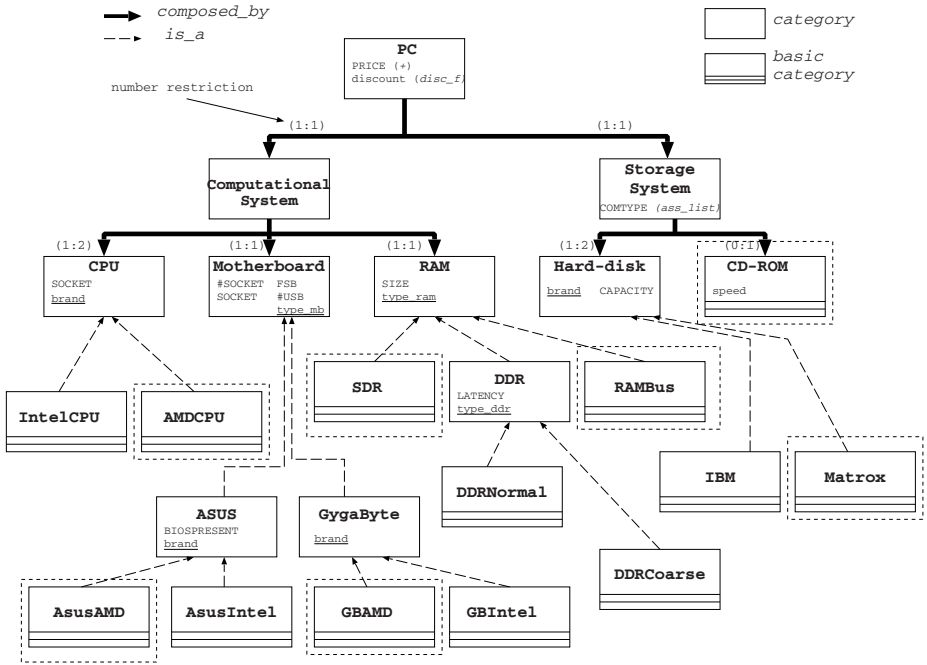 composed_by
is_a
category
basic
category
PC
PRICE (+)
discount (disc_f)
number restriction
(1:1)
(1:1)
Computational
System
Storage
System
COMTYPE (ass_list)
(1:2)
(1:1)
(1:1)
(1:2)
(0:1)
CPU
SOCKET
brand
Motherboard
#SOCKET FSB
SOCKET #USB
type_mb
RAM
SIZE
type_ram
Hard-disk
brand CAPACITY
CD-ROM
speed
IntelCPU
AMDCPU
SDR
DDR
LATENCY
type_ddr
RAMBus
DDRNormal
IBM
Matrox
ASUS
BIOSPRESENT
brand
GygaByte
brand
DDRCoarse
AsusAMD
AsusIntel
GBAMD
GBIntel